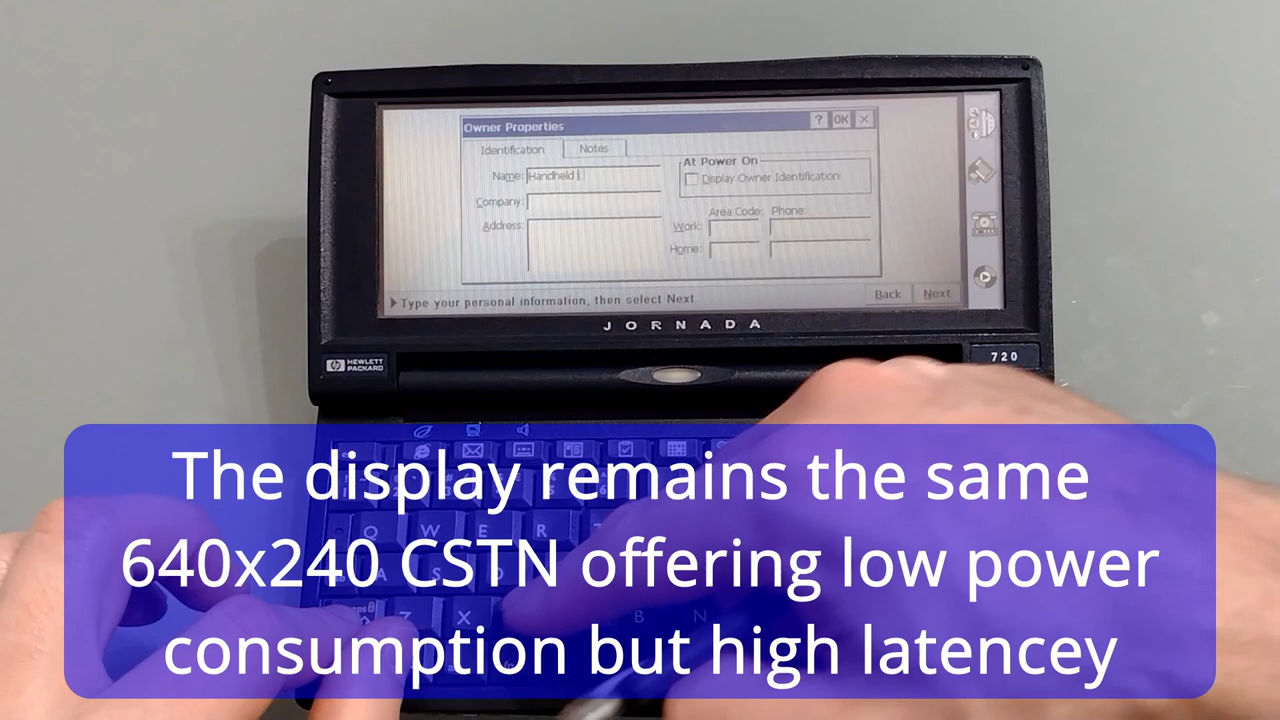 Owner Properties
? OK ×
Identification Notes
Name: Handheld
Company:
Address:
At Power On
Display Owner Identification
Area Code: Phone:
Work:
Home:
Type your personal information, then select Next
Back Next
JORNADA
hp HEWLETT PACKARD
720
The display remains the same
640x240 CSTN offering low power
consumption but high latencey
Q W E R
A S D
Z X B N